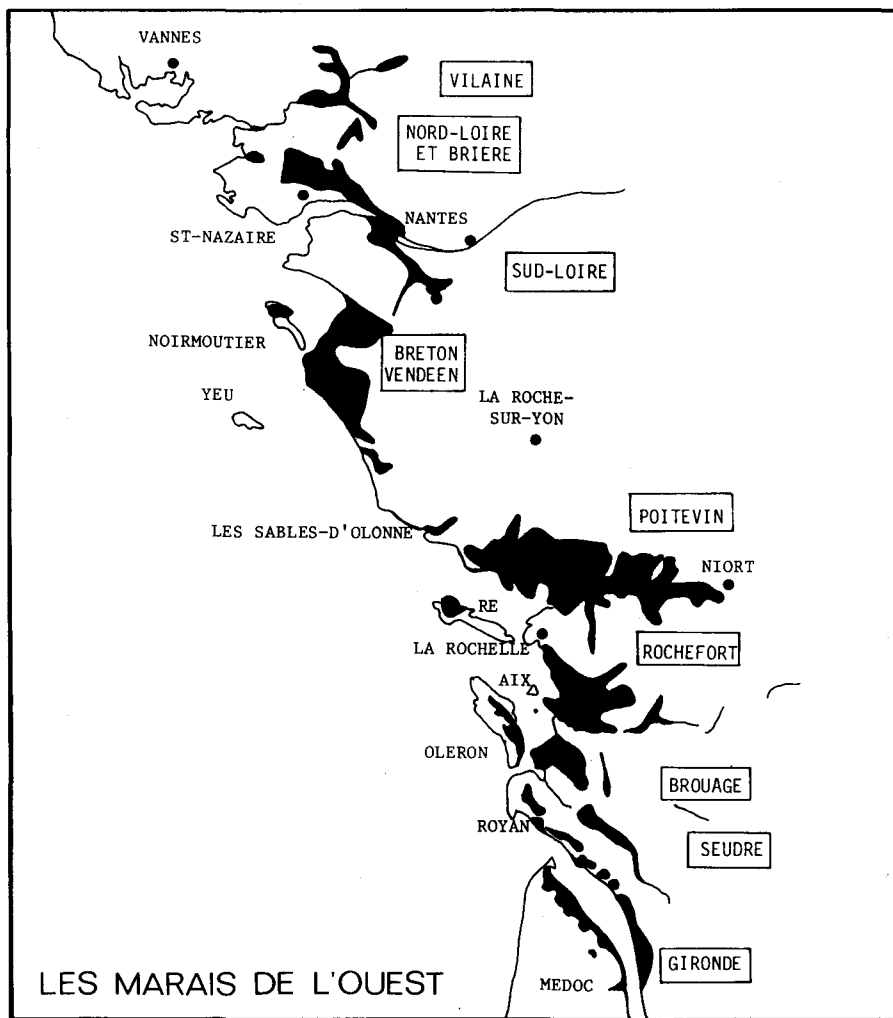 VANNES
VILAINE
NORD-LOIRE
ET BRIERE
NANTES
ST-NAZAIRE
SUD-LOIRE
NOIRMOUTIER
BRETON
VENDEEN
YEU
LA ROCHE-
SUR-YON
POITEVIN
LES SABLES-D'OLONNE
NIORT
RE
LA ROCHELLE
ROCHEFORT
AIX
OLERON
BROUAGE
ROYAN
SEUDRE
GIRONDE
MEDOC
LES MARAIS DE L'OUEST